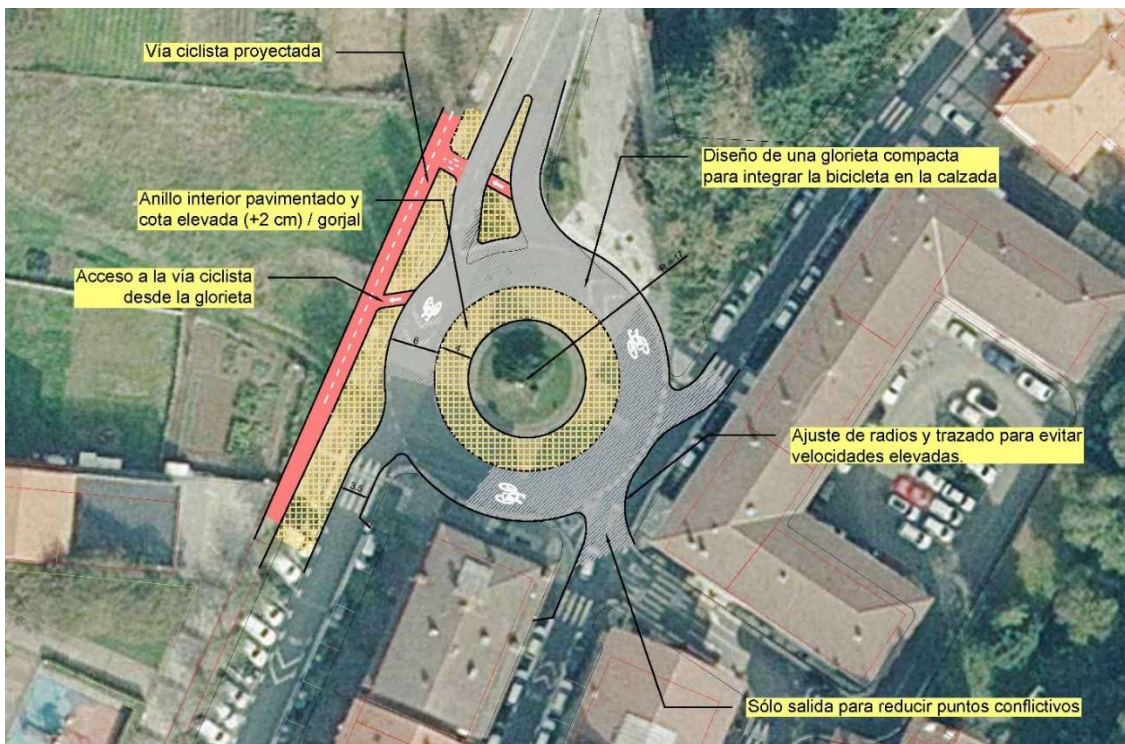 Vía ciclista proyectada
Diseño de una glorieta compacta
para integrar la bicicleta en la calzada
Anillo interior pavimentado y
cota elevada (+2 cm) / gorjal
Acceso a la vía ciclista
desde la glorieta
R = 17
6
4
3.5
Ajuste de radios y trazado para evitar
velocidades elevadas.
Sólo salida para reducir puntos conflictivos